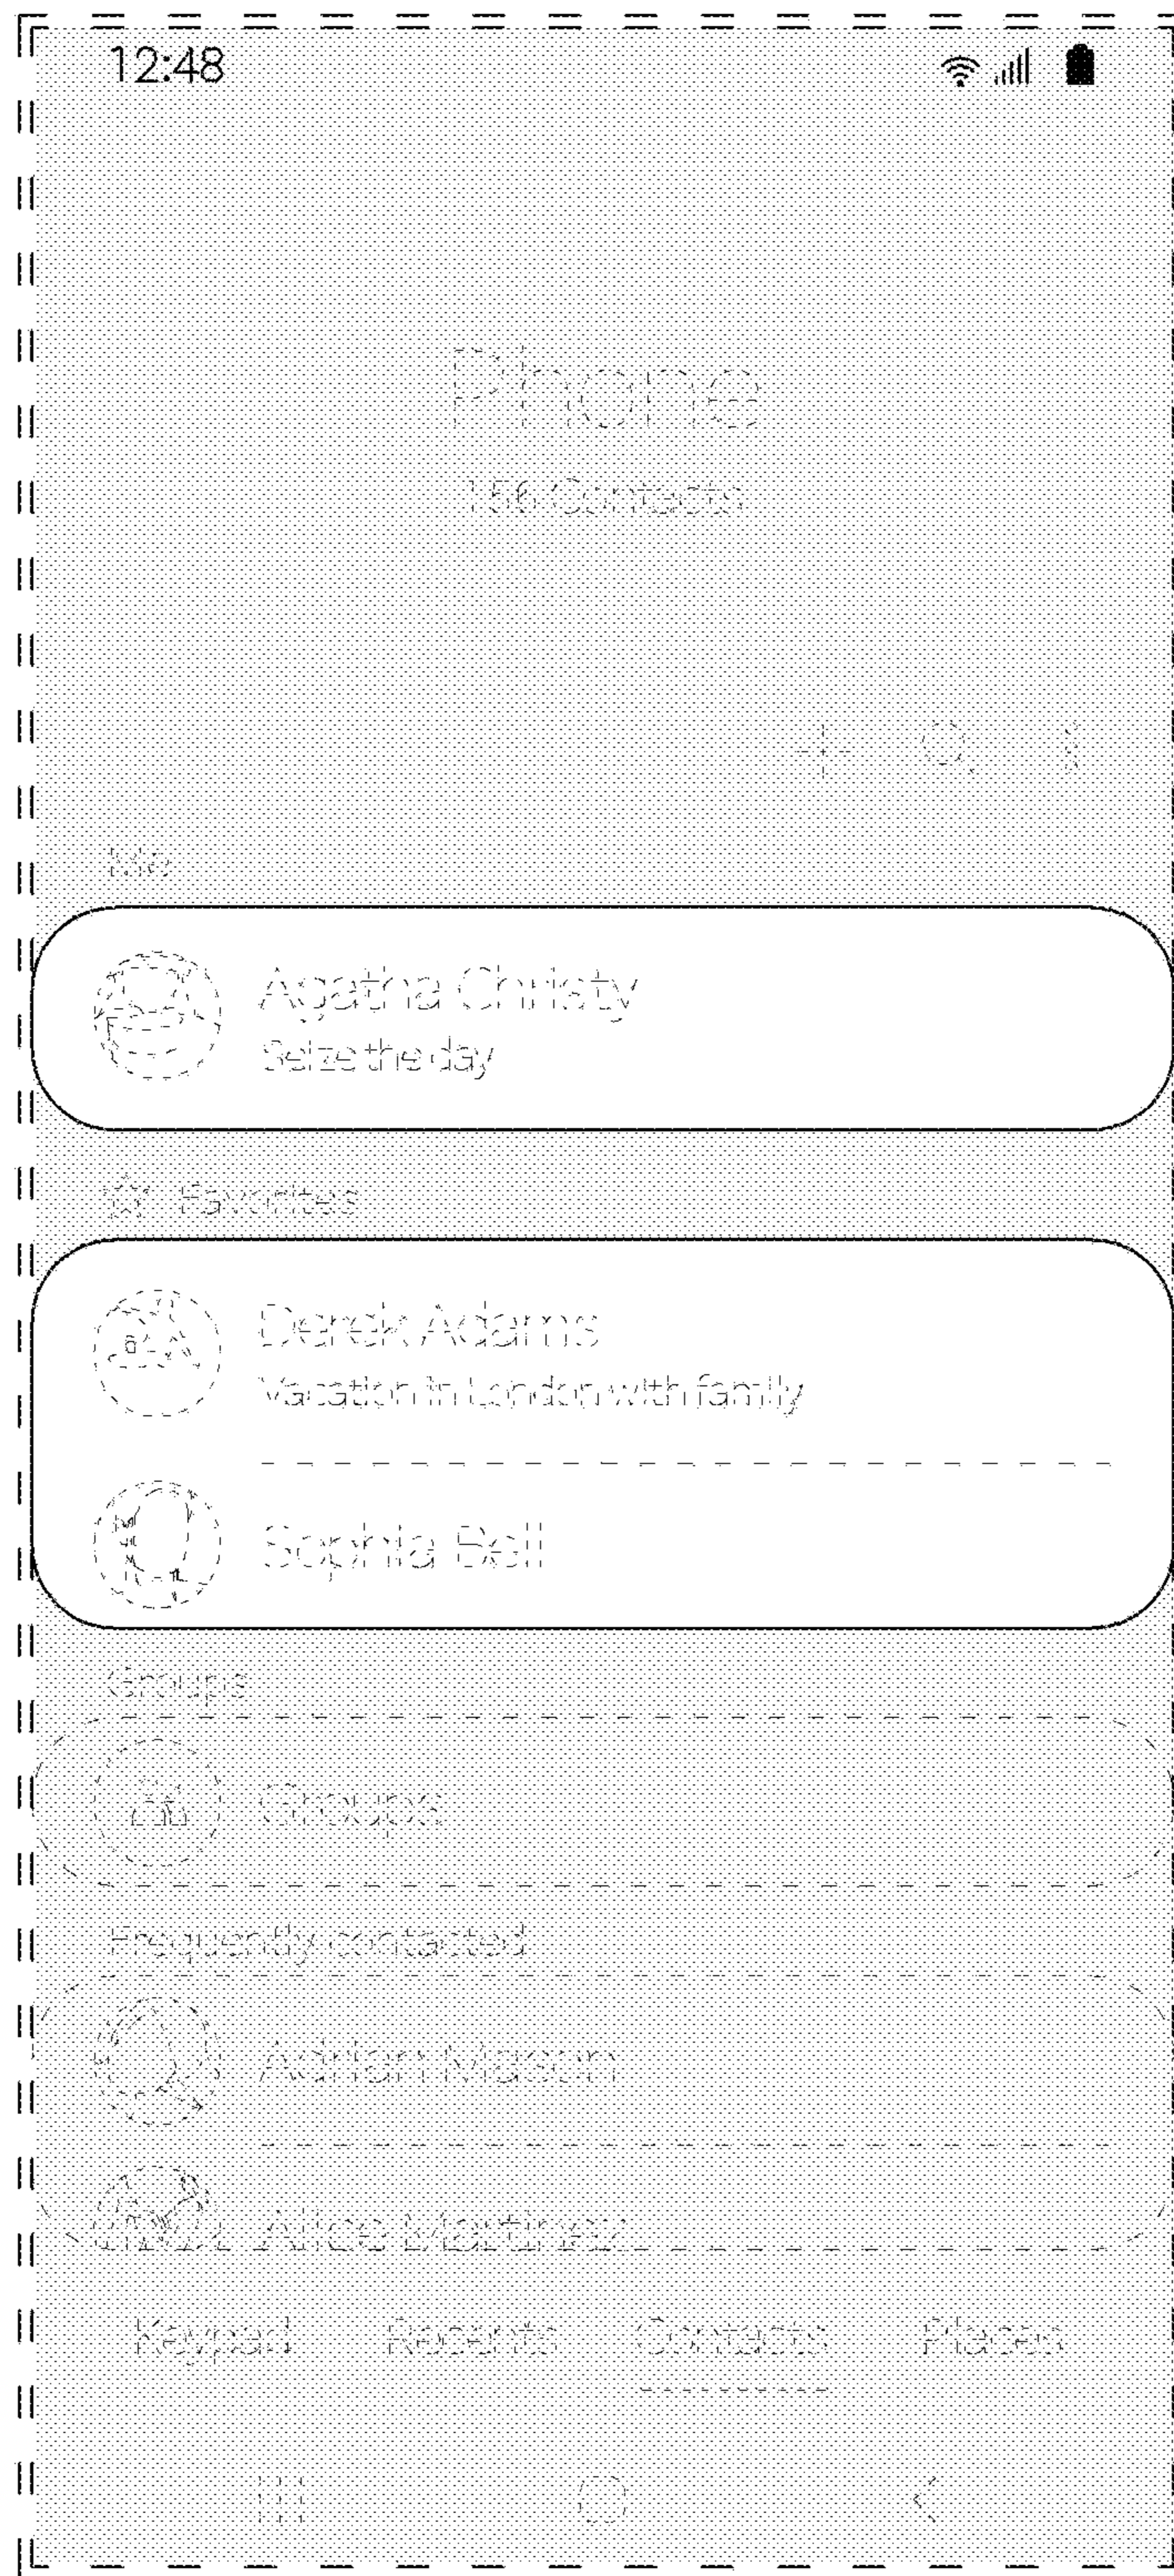 12:48
Phone
156 Contacts
Me
Agatha Christy
Seize the day
Favorites
Derek Adams
Vacation in London with family
Sophia Bell
Groups
Groups
Frequently contacted
Adrian Mason
Alice Martinez
Keypad Recents Contacts Places